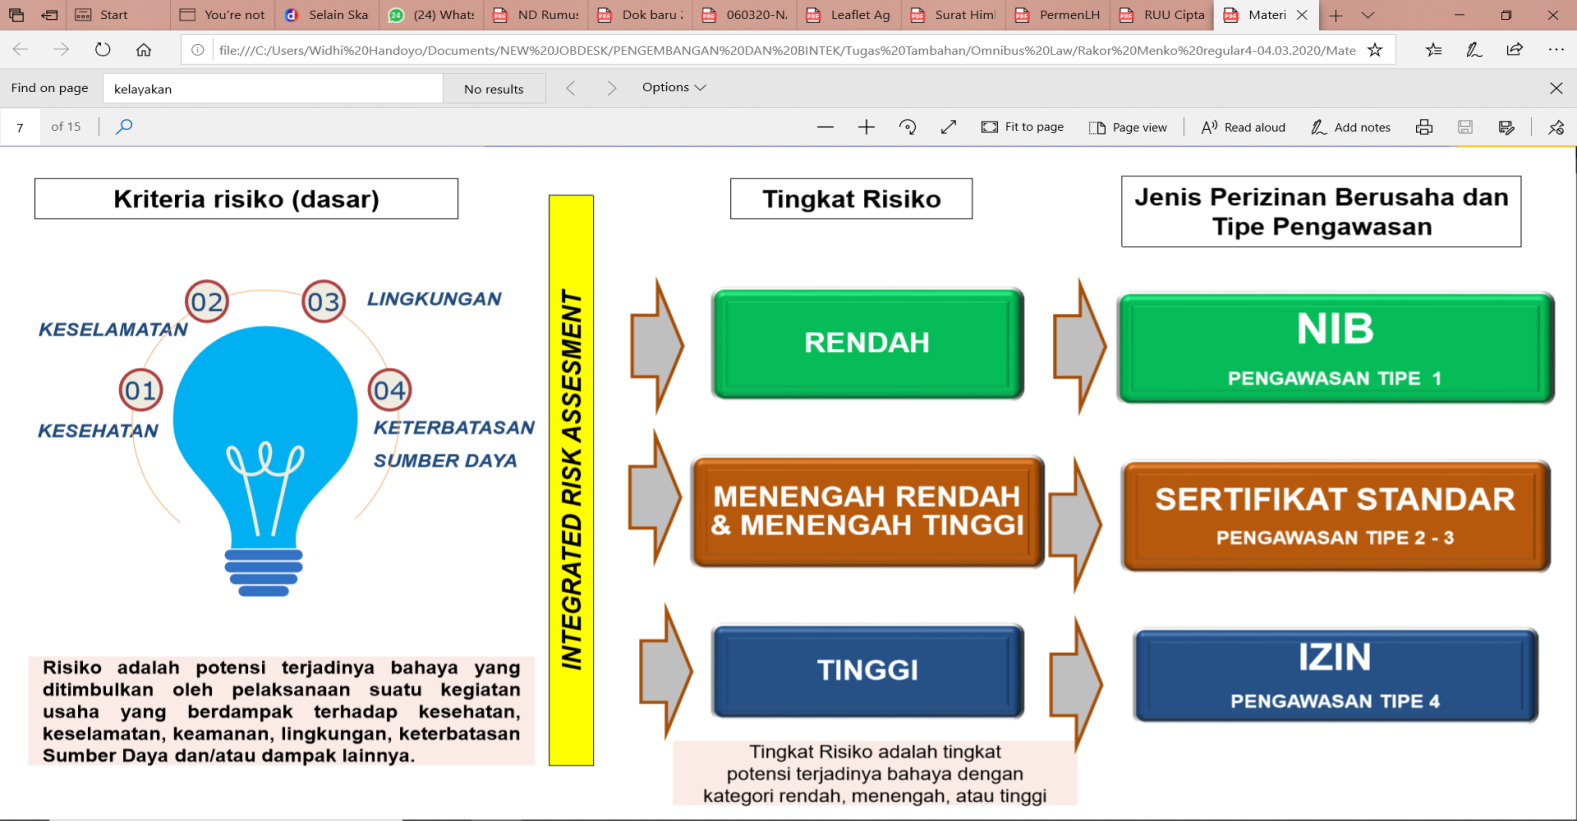 Start
You're not
Selain Ska
(24) What
ND Rumu
Dok baru
060320-N.
Leaflet Ag
Surat Him
PermenLH
RUU Cipta
Materi
file:///C:/Users/Widhi%20Handoyo/Documents/NEW%20JOBDESK/PENGEMBANGAN%20DAN%20BINTEK/Tugas%20Tambahan/Omnibus%20Law/Rakor%20Menko%20regular4-04.03.2020/Mate
Find on page
kelayakan
No results
Options
7
of 15
Fit to page
Page view
Read aloud
Add notes
Kriteria risiko (dasar)
02
03
LINGKUNGAN
KESELAMATAN
01
04
KESEHATAN
KETERBATASAN
SUMBER DAYA
Risiko adalah potensi terjadinya bahaya yang
ditimbulkan oleh pelaksanaan suatu kegiatan
usaha yang berdampak terhadap kesehatan,
keselamatan, keamanan, lingkungan, keterbatasan
Sumber Daya dan/atau dampak lainnya.
INTEGRATED RISK ASSESMENT
Tingkat Risiko
RENDAH
MENENGAH RENDAH
& MENENGAH TINGGI
TINGGI
Tingkat Risiko adalah tingkat
potensi terjadinya bahaya dengan
kategori rendah, menengah, atau tinggi
Jenis Perizinan Berusaha dan
Tipe Pengawasan
NIB
PENGAWASAN TIPE 1
SERTIFIKAT STANDAR
PENGAWASAN TIPE 2 - 3
IZIN
PENGAWASAN TIPE 4